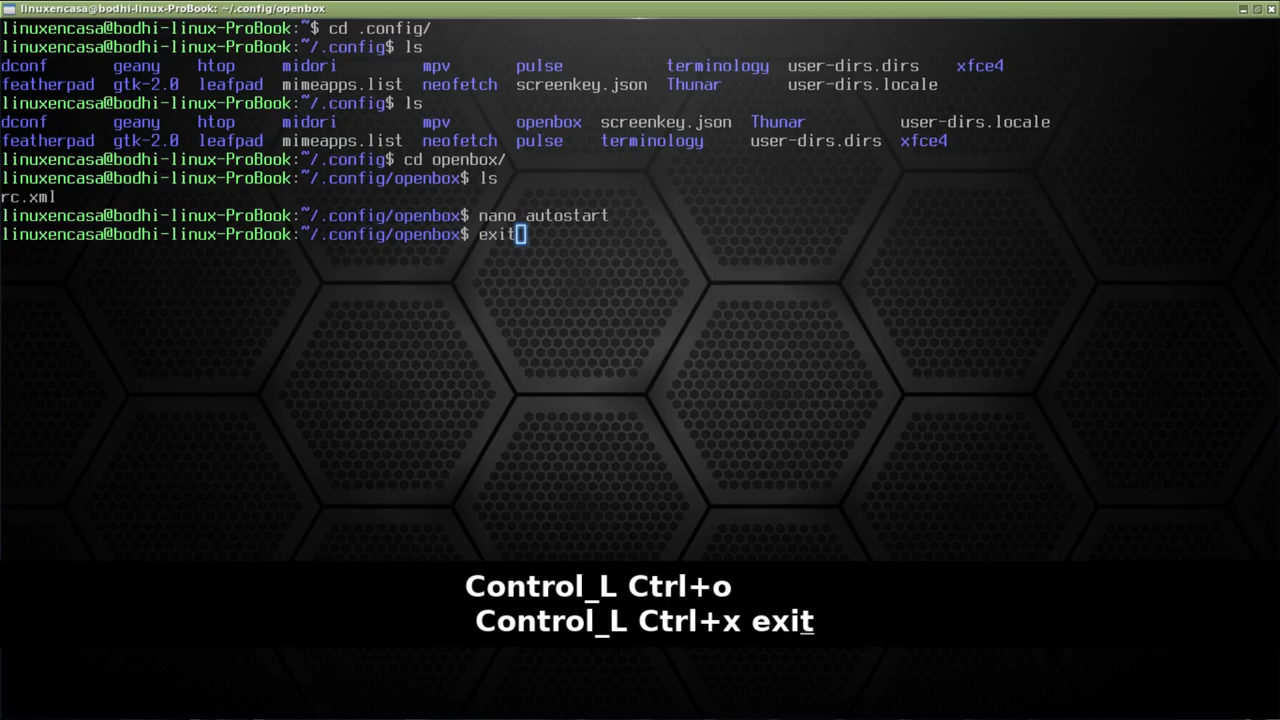 linuxencasa@bodhi-linux-ProBook: ~/.config/openbox
linuxencasa@bodhi-linux-ProBook:~$ cd .config/
linuxencasa@bodhi-linux-ProBook:~/.config$ ls
dconf geany htop midori mpv pulse terminology user-dirs.dirs xfce4
featherpad gtk-2.0 leafpad mimeapps.list neofetch screenkey.json Thunar user-dirs.locale
linuxencasa@bodhi-linux-ProBook:~/.config$ ls
dconf geany htop midori mpv openbox screenkey.json Thunar user-dirs.locale
featherpad gtk-2.0 leafpad mimeapps.list neofetch pulse terminology user-dirs.dirs xfce4
linuxencasa@bodhi-linux-ProBook:~/.config$ cd openbox/
linuxencasa@bodhi-linux-ProBook:~/.config/openbox$ ls
rc.xml
linuxencasa@bodhi-linux-ProBook:~/.config/openbox$ nano autostart
linuxencasa@bodhi-linux-ProBook:~/.config/openbox$ exit
Control_L Ctrl+o
Control_L Ctrl+x exit